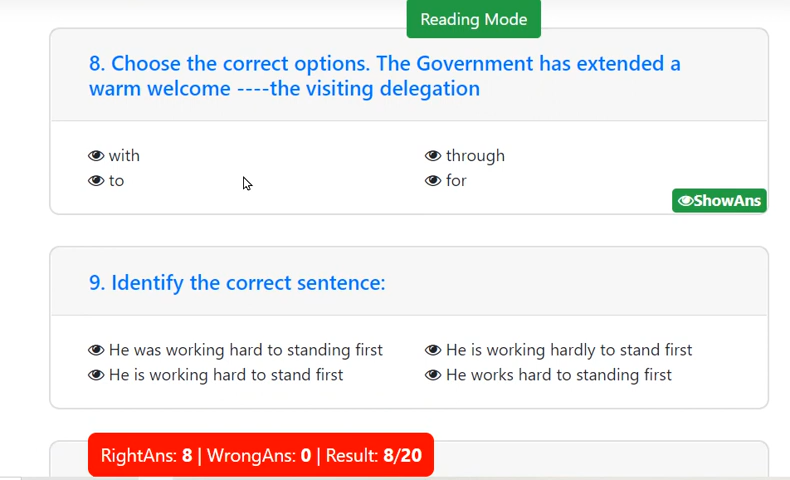 Reading Mode
8. Choose the correct options. The Government has extended a
warm welcome ----the visiting delegation
with
through
to
for
ShowAns
9. Identify the correct sentence:
He was working hard to standing first
He is working hardly to stand first
He is working hard to stand first
He works hard to standing first
RightAns: 8 | WrongAns: 0 | Result: 8/20